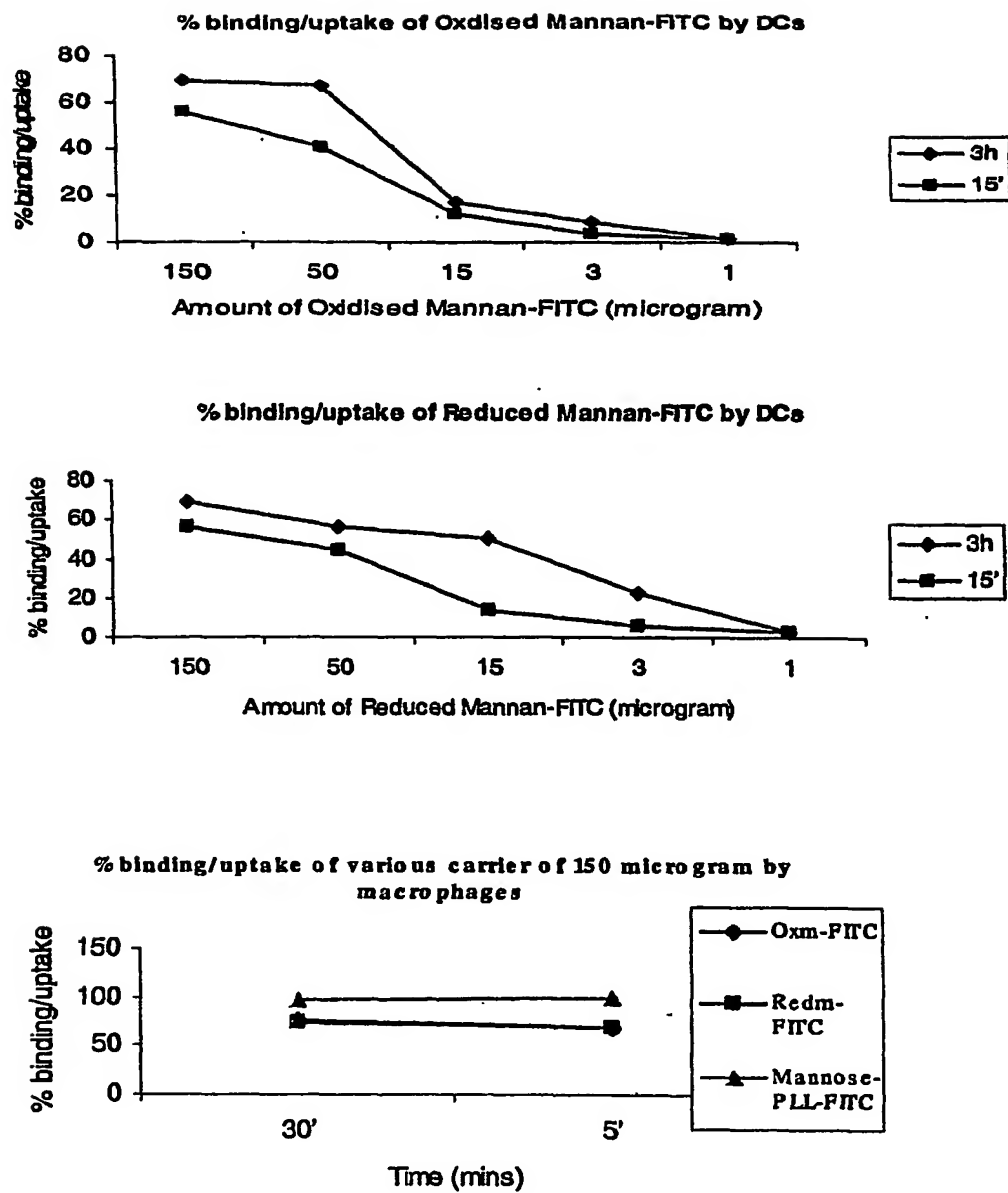 % binding/uptake of Oxdised Mannan-FITC by DCs
% binding/uptake
80
60
40
20
0
150 50 15 3 1
Amount of Oxidised Mannan-FITC (microgram)
3h
15'
% binding/uptake of Reduced Mannan-FITC by DCs
% binding/uptake
80
60
40
20
0
150 50 15 3 1
Amount of Reduced Mannan-FITC (microgram)
3h
15'
% binding/uptake of various carrier of 150 microgram by
macrophages
% binding/uptake
150
100
50
0
30' 5'
Time (mins)
Oxm-FITC
Redm-
FITC
Mannose-
PLL-FITC